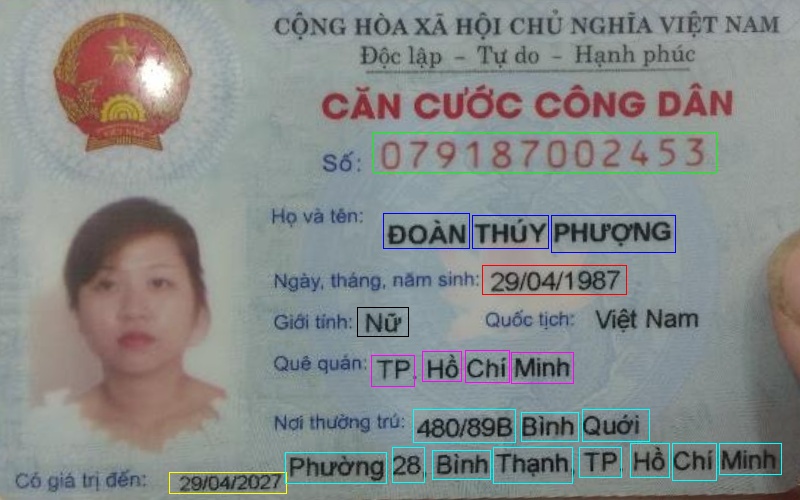 CỘNG HÒA XÃ HỘI CHỦ NGHĨA VIỆT NAM
Độc lập - Tự do - Hạnh phúc
CĂN CƯỚC CÔNG DÂN
Số: 079187002453
Họ và tên: ĐOÀN THÚY PHƯỢNG
Ngày, tháng, năm sinh: 29/04/1987
Giới tính: Nữ Quốc tịch: Việt Nam
Quê quán: TP. Hồ Chí Minh
Nơi thường trú: 480/89B Bình Quới
Phường 28, Bình Thạnh, TP. Hồ Chí Minh
Có giá trị đến: 29/04/2027
VIỆT NAM